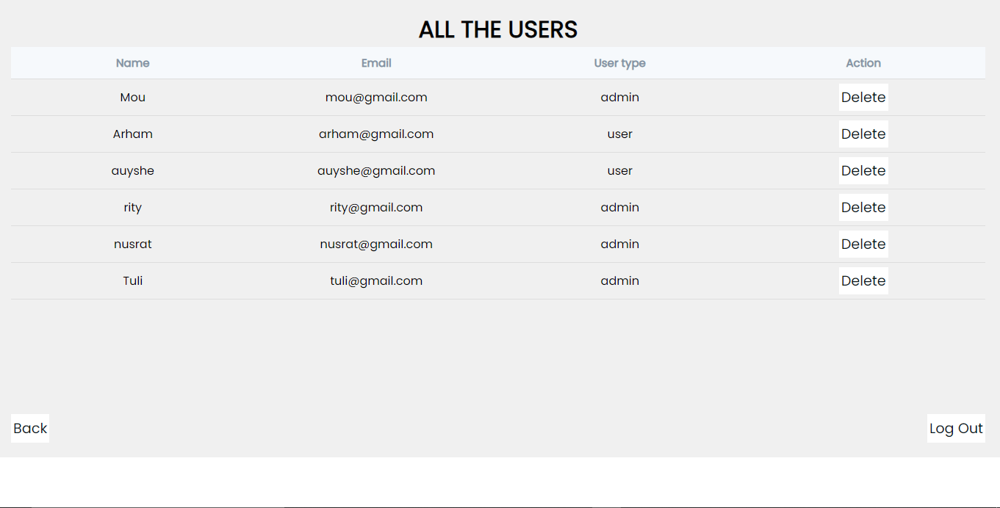 ALL THE USERS
Name Email User type Action
Mou mou@gmail.com admin Delete
Arham arham@gmail.com user Delete
auyshe auyshe@gmail.com user Delete
rity rity@gmail.com admin Delete
nusrat nusrat@gmail.com admin Delete
Tuli tuli@gmail.com admin Delete
Back Log Out